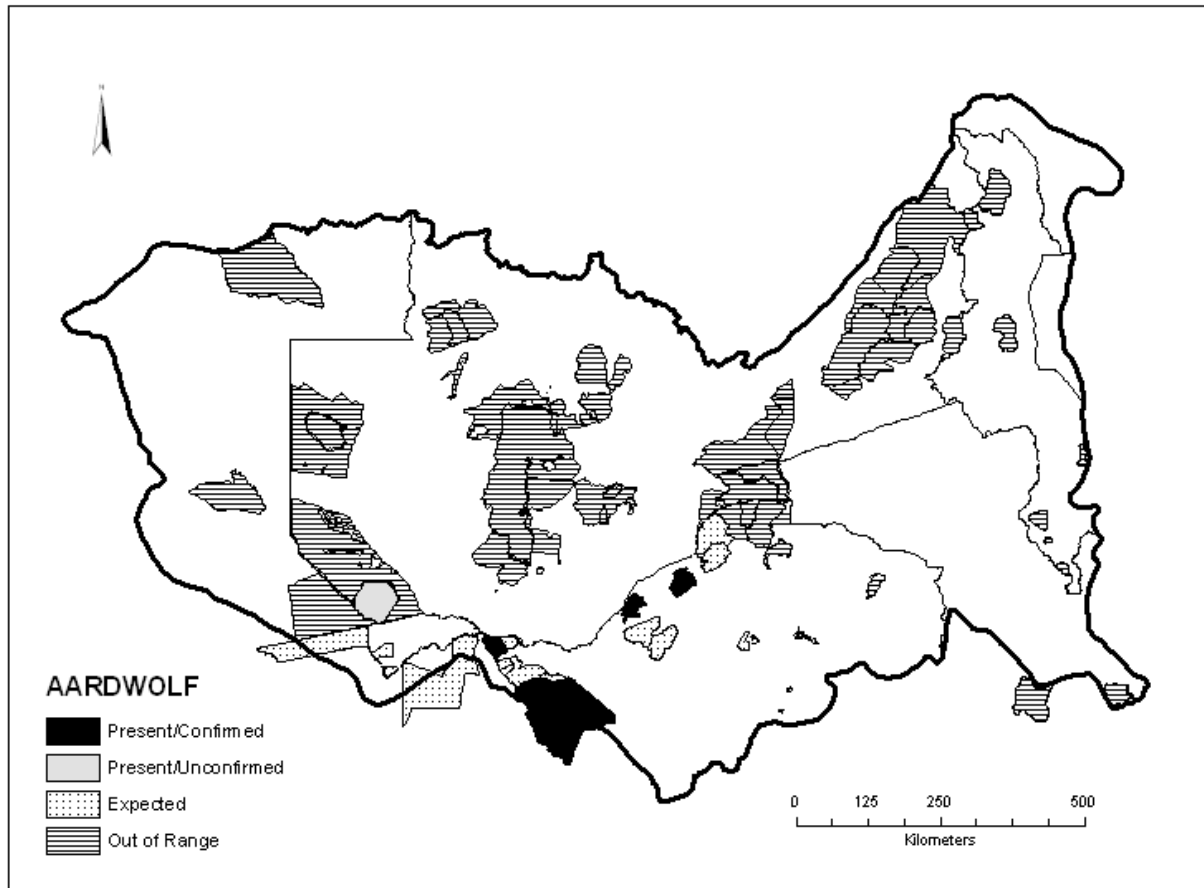 N
AARDWOLF
Present/Confirmed
Present/Unconfirmed
Expected
Out of Range
0 125 250 500
Kilometers